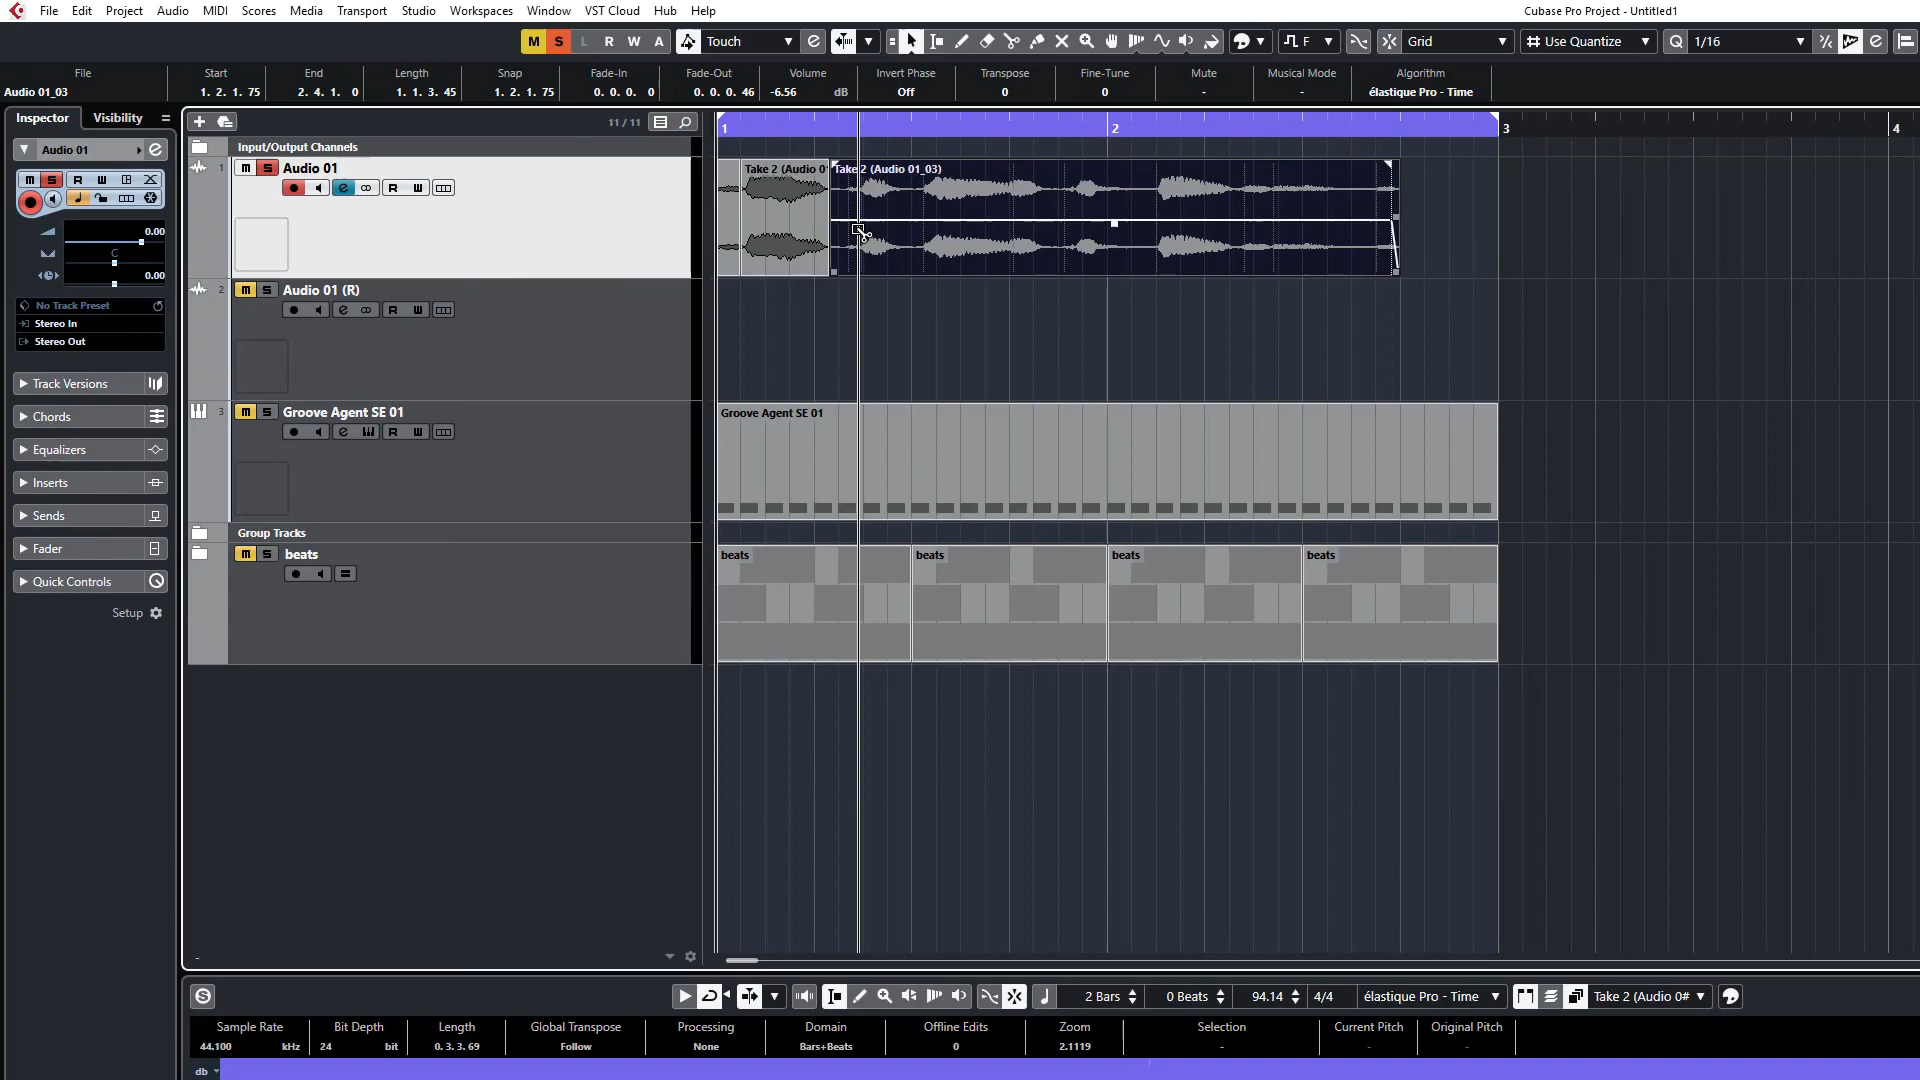 File Edit Project Audio MIDI Scores Media Transport Studio Workspaces Window VST Cloud Hub Help Cubase Pro Project - Untitled1
M S L R W A Touch F Grid Use Quantize Q 1/16
File Start End Length Snap Fade-In Fade-Out Volume Invert Phase Transpose Fine-Tune Mute Musical Mode Algorithm
Audio 01_03 1. 2. 1. 75 2. 4. 1. 0 1. 1. 3. 45 1. 2. 1. 75 0. 0. 0. 0 0. 0. 0. 46 -6.56 dB Off 0 0 - - élastique Pro - Time
Inspector Visibility 11 / 11 1 2 3 4
Audio 01
Input/Output Channels
1 m s Audio 01 Take 2 (Audio 0 Take 2 (Audio 01_03)
m s R W
R W
0.00
C
0.00
2 m s Audio 01 (R)
No Track Preset R W
Stereo In
Stereo Out
Track Versions
Chords 3 m s Groove Agent SE 01 Groove Agent SE 01
R W
Equalizers
Inserts
Sends
Group Tracks
Fader m s beats beats beats beats beats
Quick Controls
Setup
2 Bars 0 Beats 94.14 4/4 élastique Pro - Time Take 2 (Audio 0#
Sample Rate Bit Depth Length Global Transpose Processing Domain Offline Edits Zoom Selection Current Pitch Original Pitch
44.100 kHz 24 bit 0. 3. 3. 69 Follow None Bars+Beats 0 2.1119 - - -
db